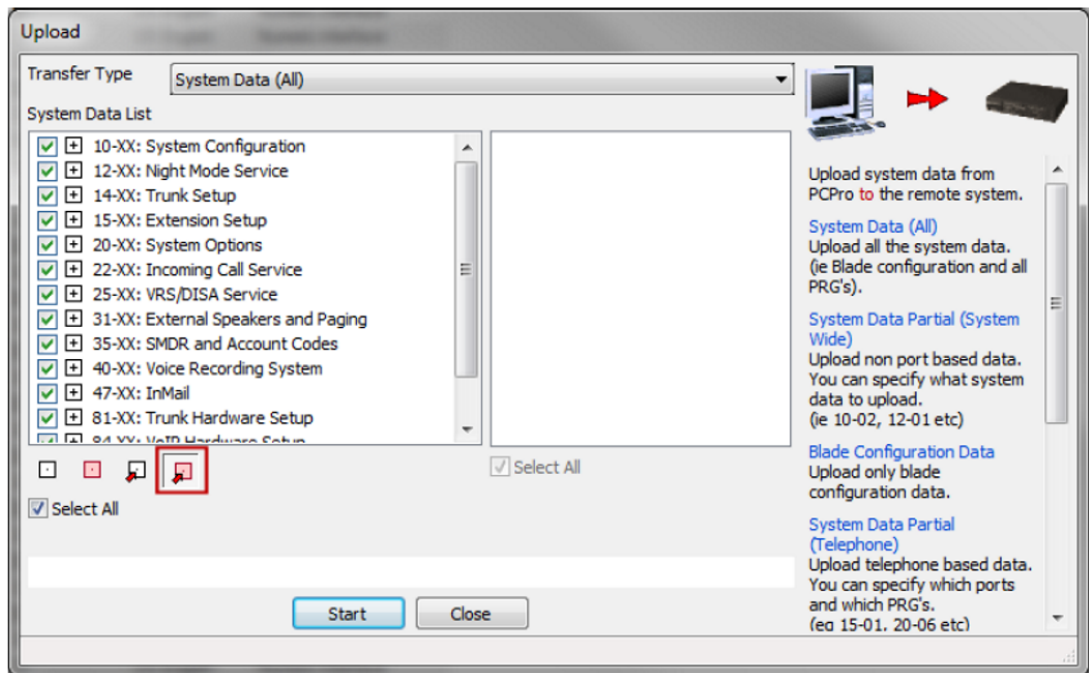 Upload
Transfer Type
System Data (All)
System Data List
10-XX: System Configuration
12-XX: Night Mode Service
14-XX: Trunk Setup
15-XX: Extension Setup
20-XX: System Options
22-XX: Incoming Call Service
25-XX: VRS/DISA Service
31-XX: External Speakers and Paging
35-XX: SMDR and Account Codes
40-XX: Voice Recording System
47-XX: InMail
81-XX: Trunk Hardware Setup
84-XX: VoIP Hardware Setup
Select All
Select All
Start
Close
Upload system data from
PCPro to the remote system.
System Data (All)
Upload all the system data.
(ie Blade configuration and all
PRG's).
System Data Partial (System
Wide)
Upload non port based data.
You can specify what system
data to upload.
(ie 10-02, 12-01 etc)
Blade Configuration Data
Upload only blade
configuration data.
System Data Partial
(Telephone)
Upload telephone based data.
You can specify which ports
and which PRG's.
(eg 15-01, 20-06 etc)